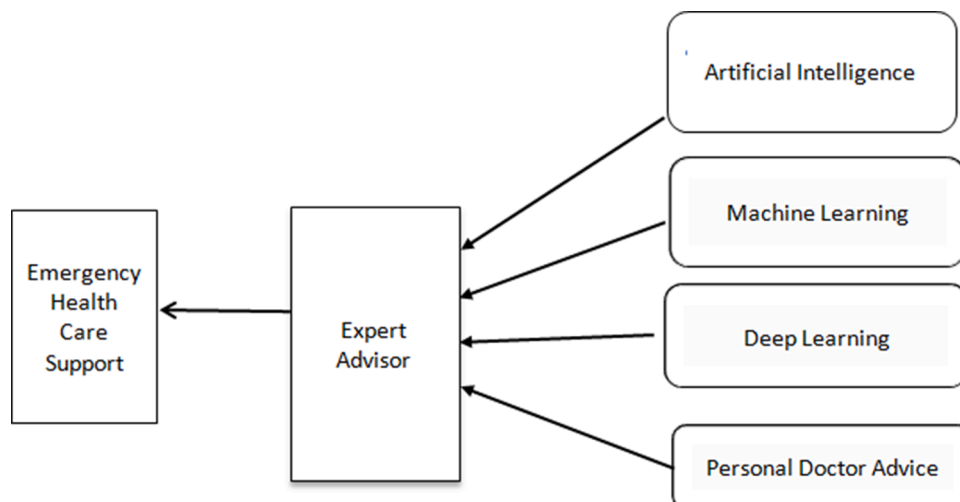 Artificial Intelligence
Machine Learning
Emergency
Health
Care
Support
Expert
Advisor
Deep Learning
Personal Doctor Advice